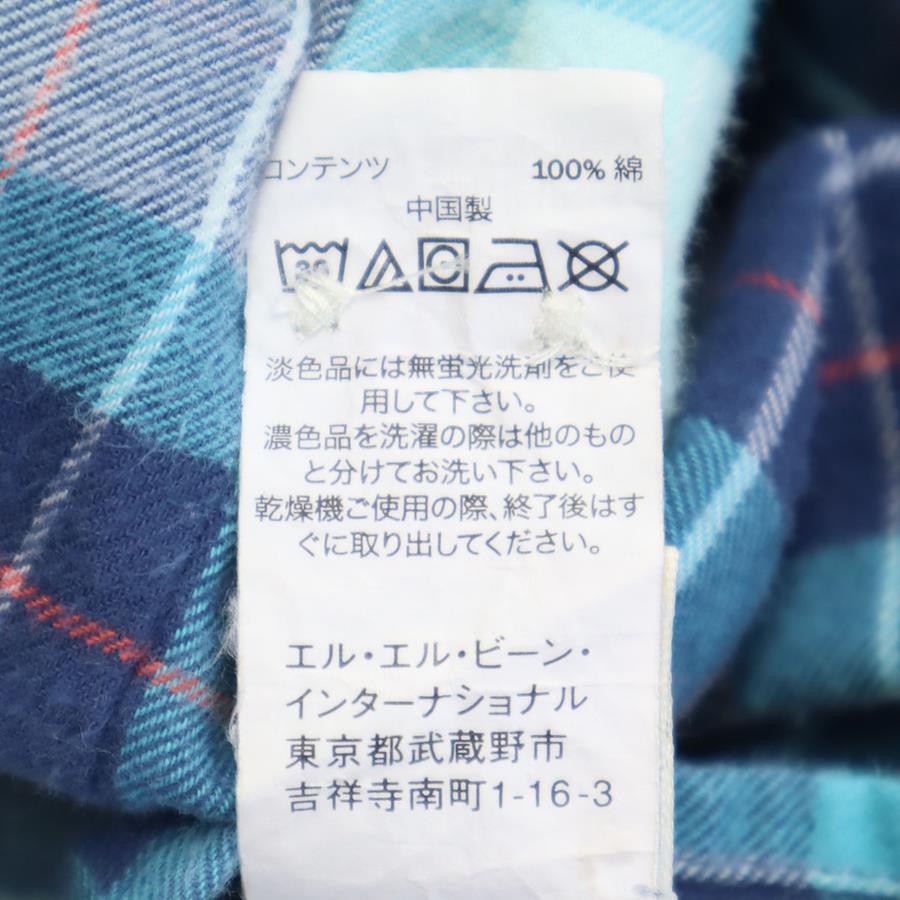 コンテンツ 100% 綿
中国製
30
淡色品には無蛍光洗剤をご使
用して下さい。
濃色品を洗濯の際は他のもの
と分けてお洗い下さい。
乾燥機ご使用の際、終了後はす
ぐに取り出してください。
エル・エル・ビーン・
インターナショナル
東京都武蔵野市
吉祥寺南町1-16-3